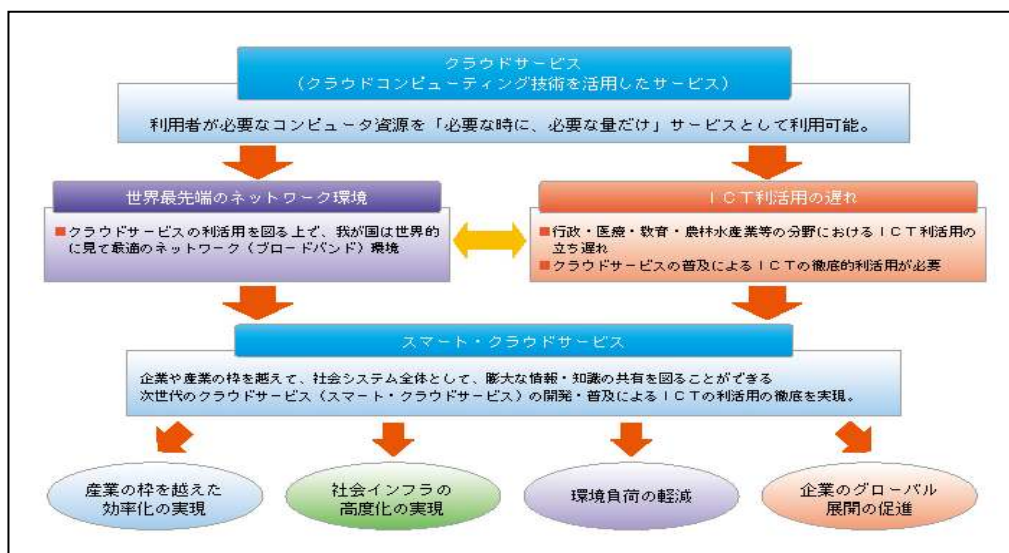 クラウドサービス
(クラウドコンピューティング技術を活用したサービス)
利用者が必要なコンピュータ資源を「必要な時に、必要な量だけ」サービスとして利用可能。
世界最先端のネットワーク環境
■クラウドサービスの利活用を図る上で、我が国は世界的
に見て最適のネットワーク(ブロードバンド)環境
ICT利活用の遅れ
■行政・医療・教育・農林水産業等の分野におけるICT利活用の
立ち遅れ
■クラウドサービスの普及によるICTの徹底的利活用が必要
スマート・クラウドサービス
企業や産業の枠を越えて、社会システム全体として、膨大な情報・知識の共有を図ることができる
次世代のクラウドサービス(スマート・クラウドサービス)の開発・普及によるICTの利活用の徹底を実現。
産業の枠を越えた
効率化の実現
社会インフラの
高度化の実現
環境負荷の軽減
企業のグローバル
展開の促進